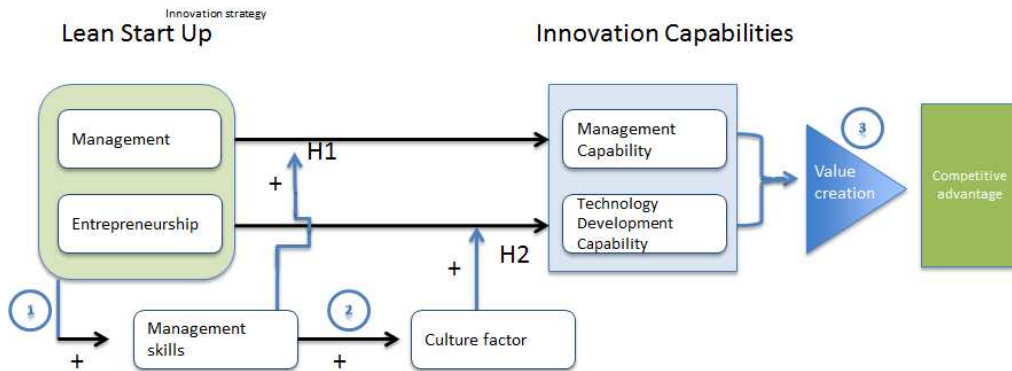 Innovation strategy
Lean Start Up
Innovation Capabilities
Management
H1
+
Management
Capability
3
Value
creation
Competitive
advantage
Entrepreneurship
Technology
Development
Capability
H2
+
1
+
Management
skills
2
+
Culture factor